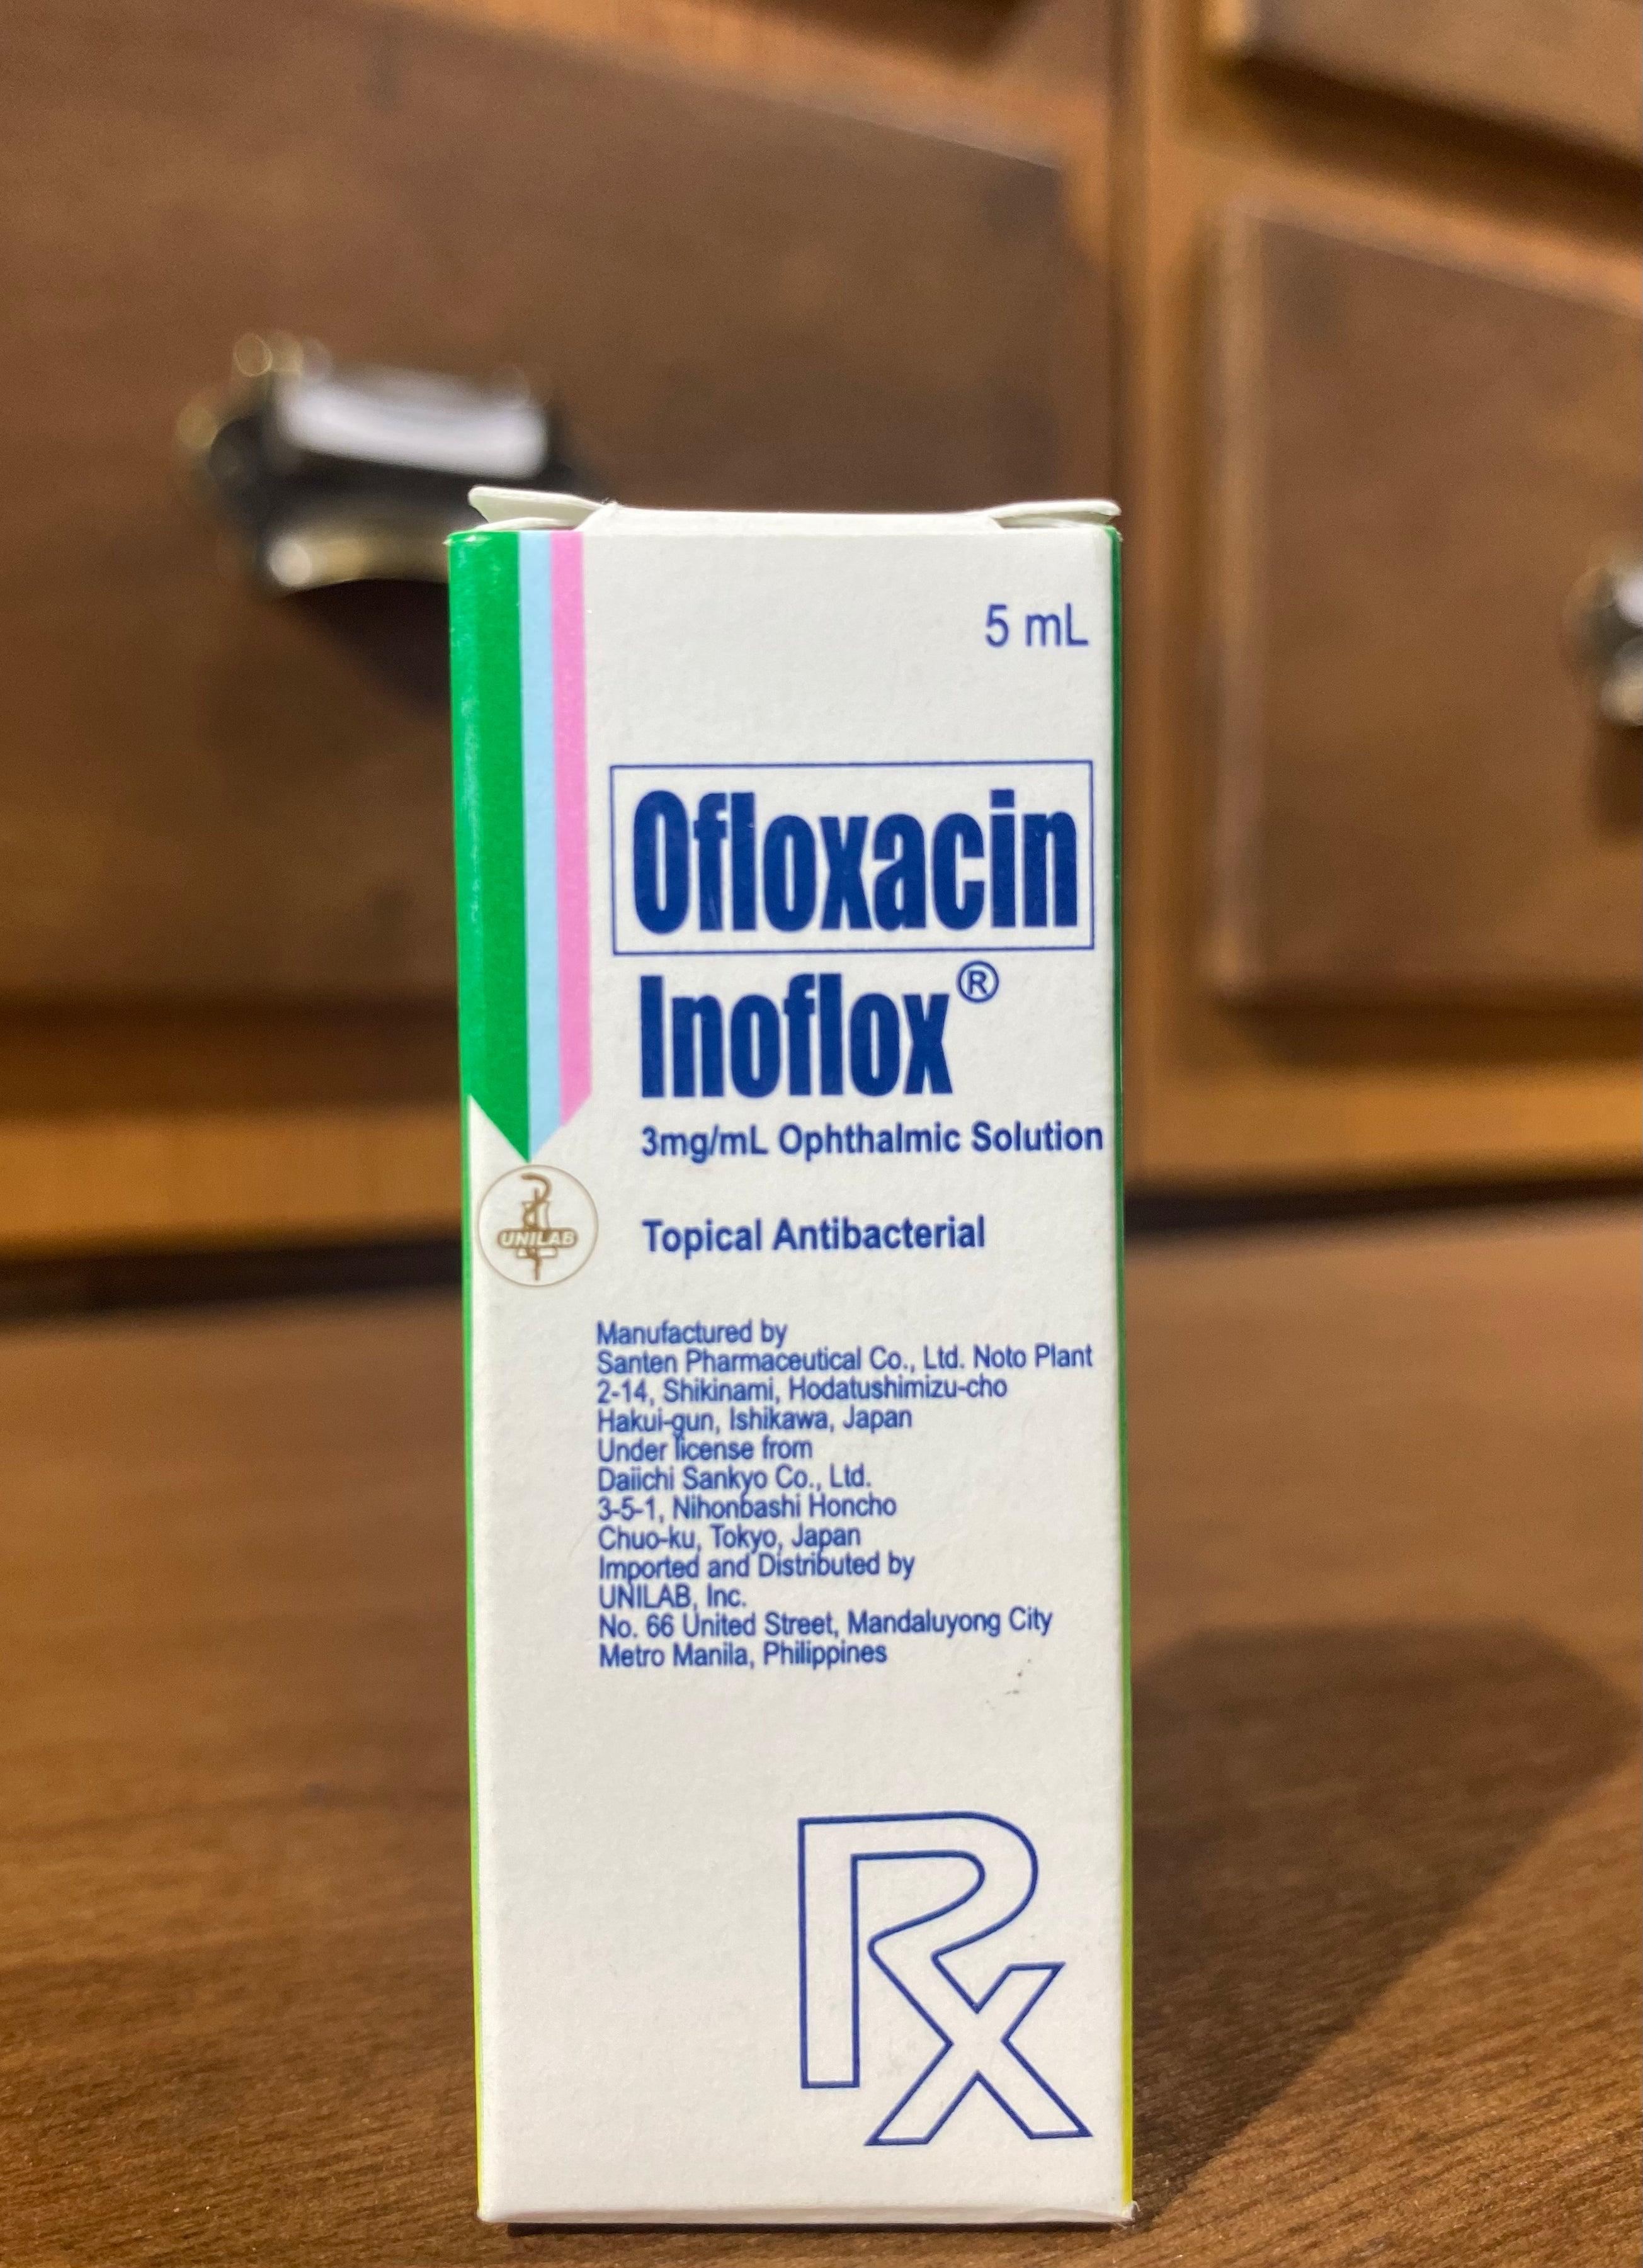 5 mL
Ofloxacin
Inoflox®
3mg/mL Ophthalmic Solution
UNILAB
Topical Antibacterial
Manufactured by
Santen Pharmaceutical Co., Ltd. Noto Plant
2-14, Shikinami, Hodatushimizu-cho
Hakui-gun, Ishikawa, Japan
Under license from
Daiichi Sankyo Co., Ltd.
3-5-1, Nihonbashi Honcho
Chuo-ku, Tokyo, Japan
Imported and Distributed by
UNILAB, Inc.
No. 66 United Street, Mandaluyong City
Metro Manila, Philippines
Rx